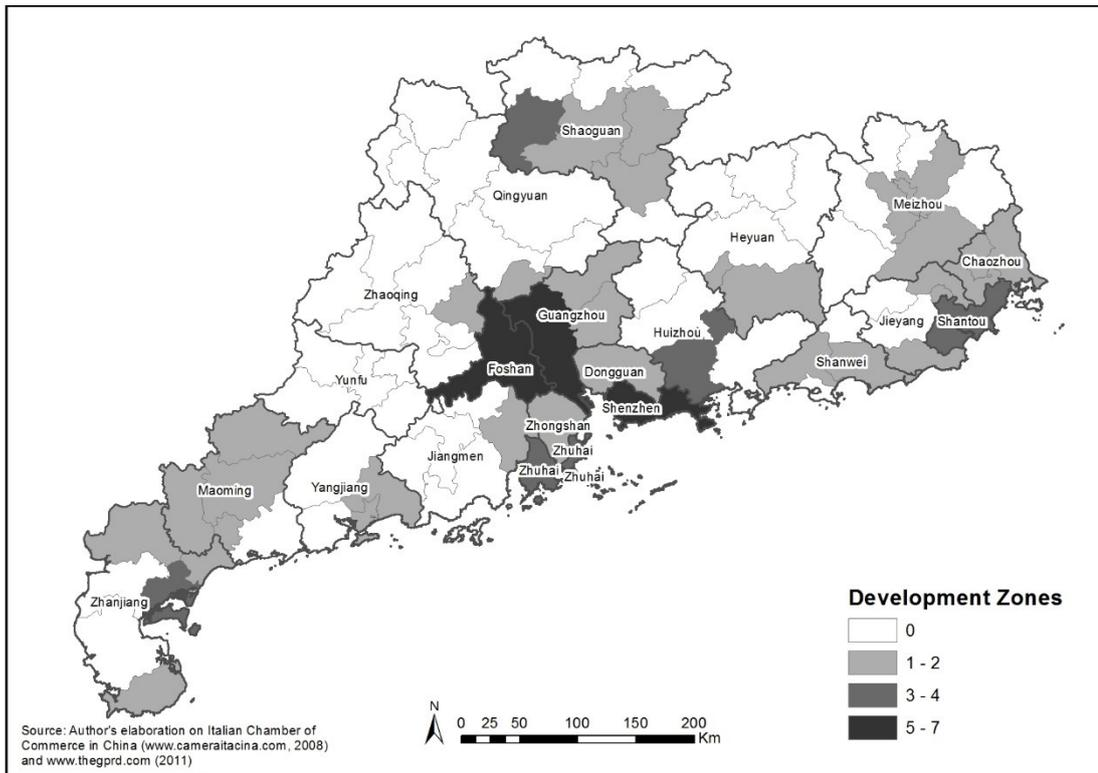 Shaoguan
Qingyuan
Meizhou
Heyuan
Chaozhou
Zhaoqing
Guangzhou
Jieyang
Shantou
Huizhou
Foshan
Dongguan
Shanwei
Yunfu
Shenzhen
Zhongshan
Jiangmen
Zhuhai
Zhuhai
Zhuhai
Maoming
Yangjiang
Zhanjiang
Development Zones
0
1 - 2
3 - 4
5 - 7
N
0 25 50 100 150 200
Km
Source: Author's elaboration on Italian Chamber of
Commerce in China (www.cameraitacina.com, 2008)
and www.thegprd.com (2011)